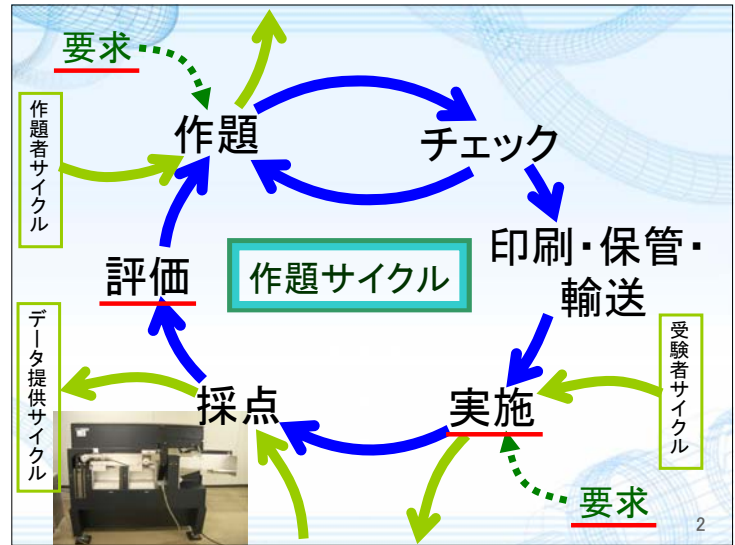 要求
作題者サイクル
作題
チェック
印刷・保管・
輸送
作題サイクル
評価
データ提供サイクル
受験者サイクル
採点
実施
要求
2